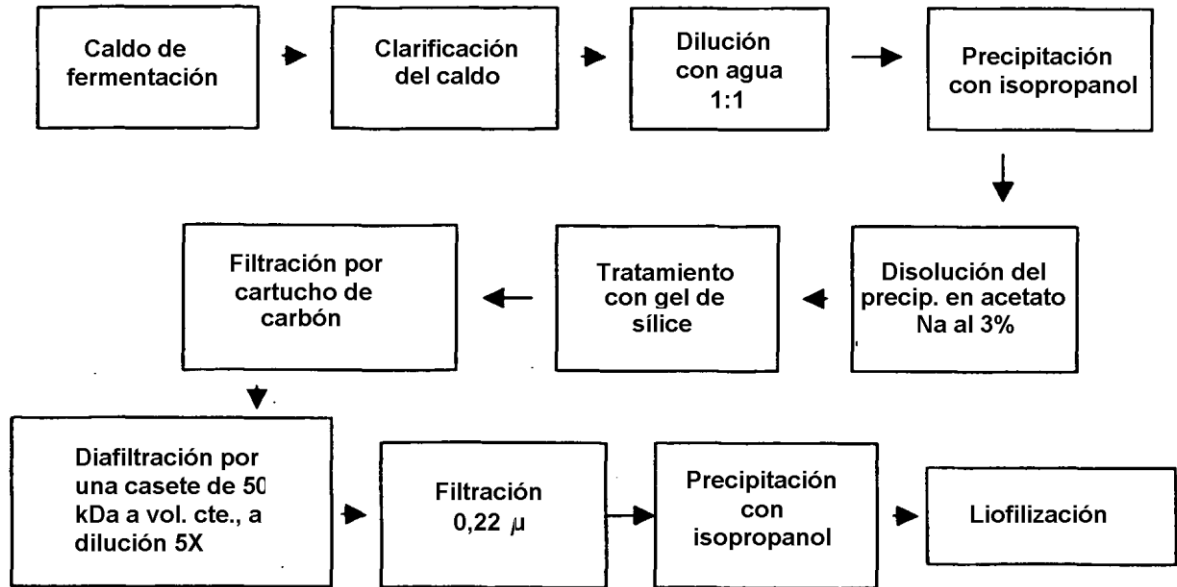 Caldo de
fermentación
Clarificación
del caldo
Dilución
con agua
1:1
Precipitación
con isopropanol
Disolución del
precip. en acetato
Na al 3%
Tratamiento
con gel de
sílice
Filtración por
cartucho de
carbón
Diafiltración por
una casete de 50
kDa a vol. cte., a
dilución 5X
Filtración
0,22 μ
Precipitación
con
isopropanol
Liofilización